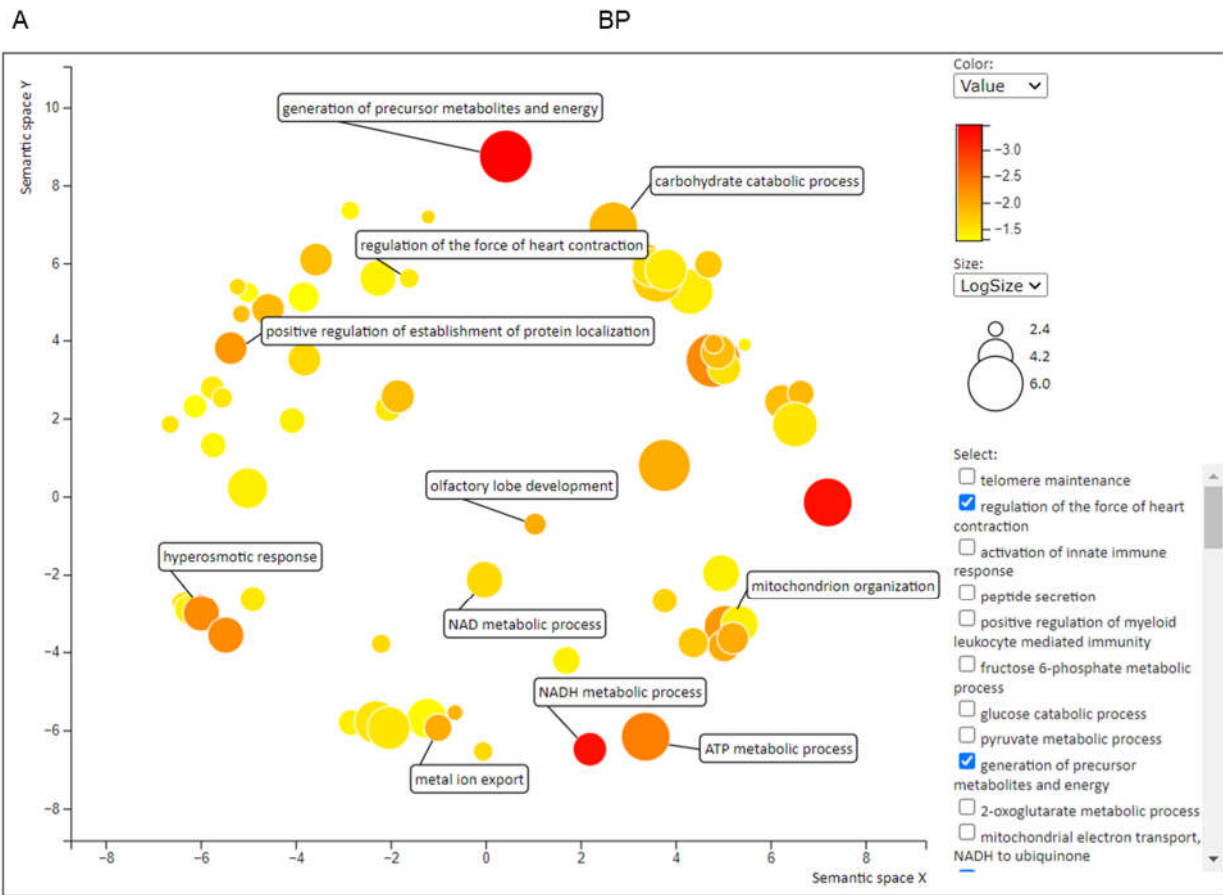 A
BP
Semantic space Y
10
8
6
4
2
0
−2
−4
−6
−8
−8
−6
−4
−2
0
2
4
6
8
Semantic space X
generation of precursor metabolites and energy
carbohydrate catabolic process
regulation of the force of heart contraction
positive regulation of establishment of protein localization
olfactory lobe development
hyperosmotic response
mitochondrion organization
NAD metabolic process
NADH metabolic process
ATP metabolic process
metal ion export
Color:
Value
−3.0
−2.5
−2.0
−1.5
Size:
LogSize
2.4
4.2
6.0
Select:
telomere maintenance
regulation of the force of heart
contraction
activation of innate immune
response
peptide secretion
positive regulation of myeloid
leukocyte mediated immunity
fructose 6-phosphate metabolic
process
glucose catabolic process
pyruvate metabolic process
generation of precursor
metabolites and energy
2-oxoglutarate metabolic process
mitochondrial electron transport,
NADH to ubiquinone